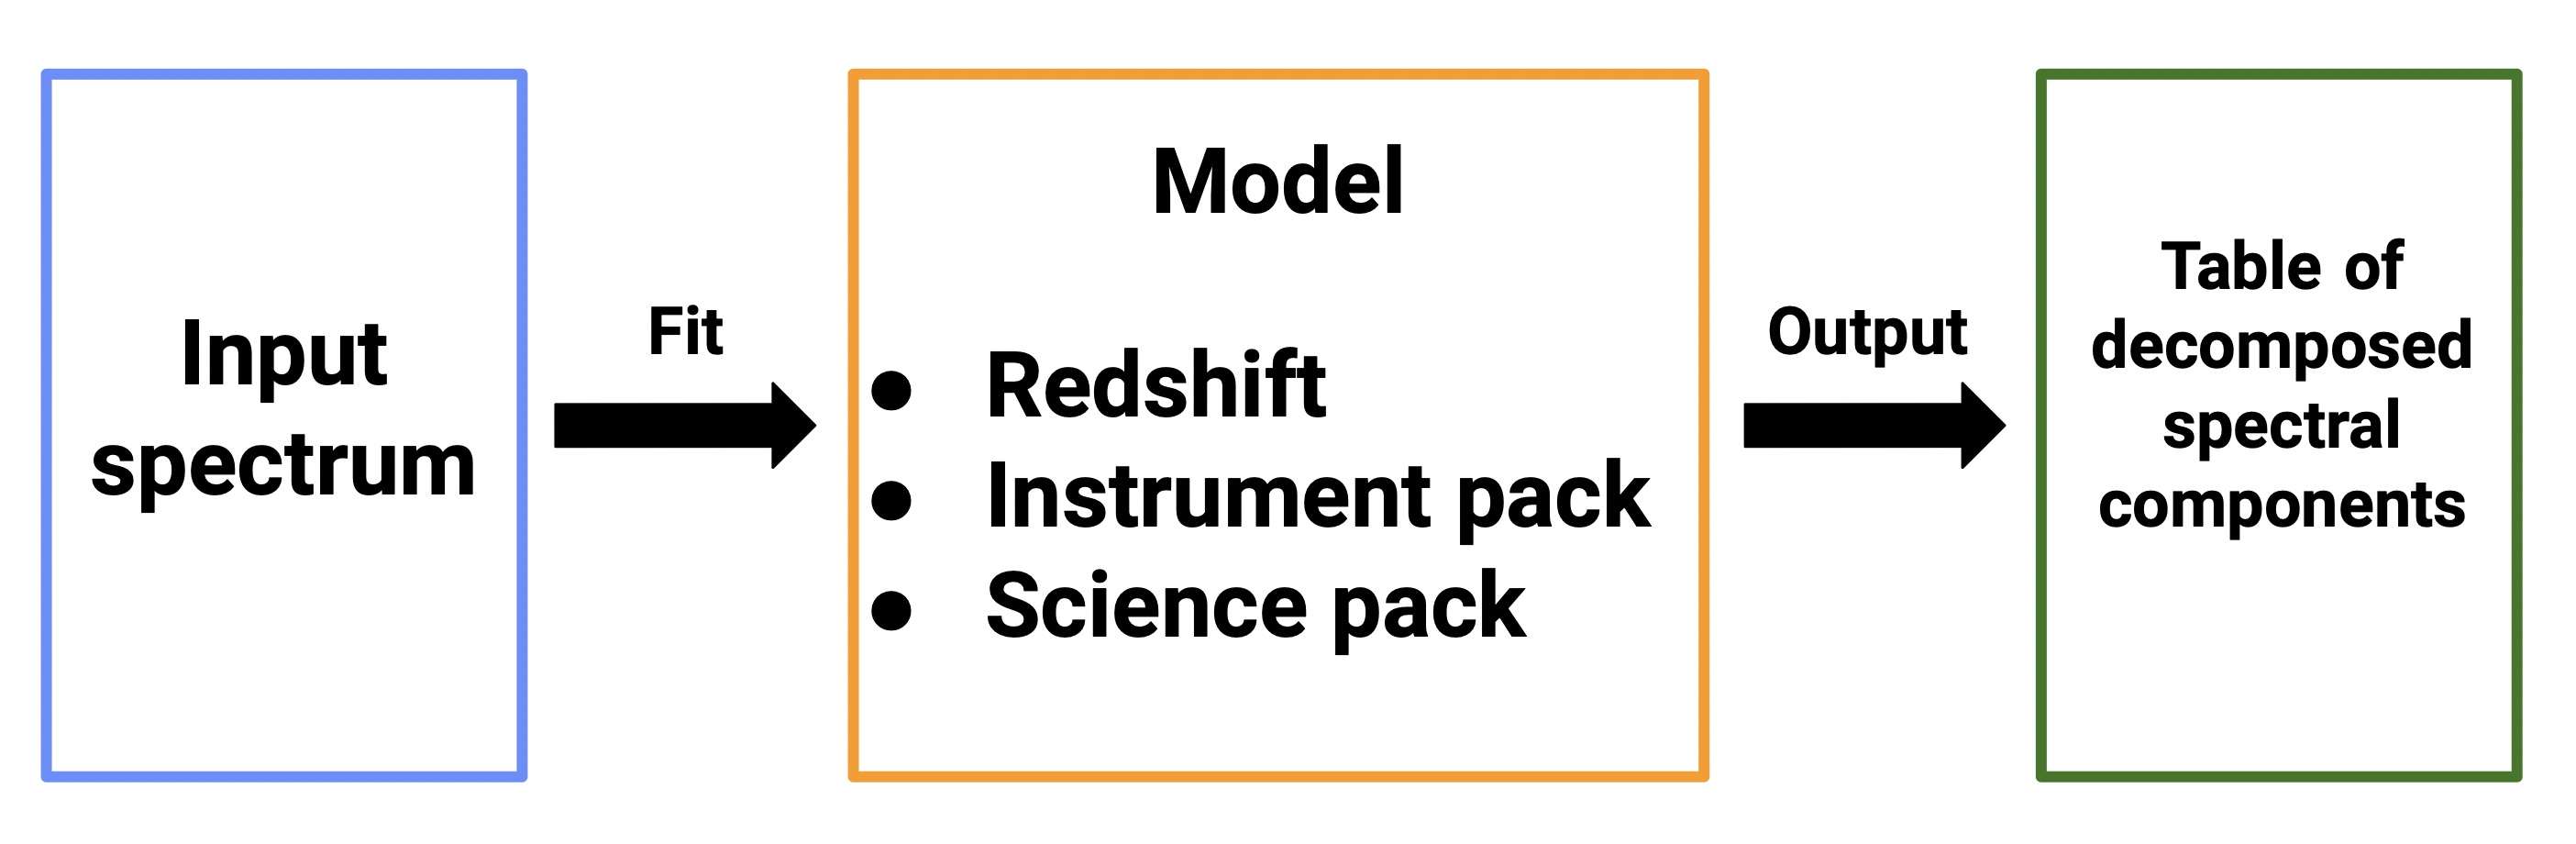 Input
spectrum
Fit
Model
● Redshift
● Instrument pack
● Science pack
Output
Table of
decomposed
spectral
components